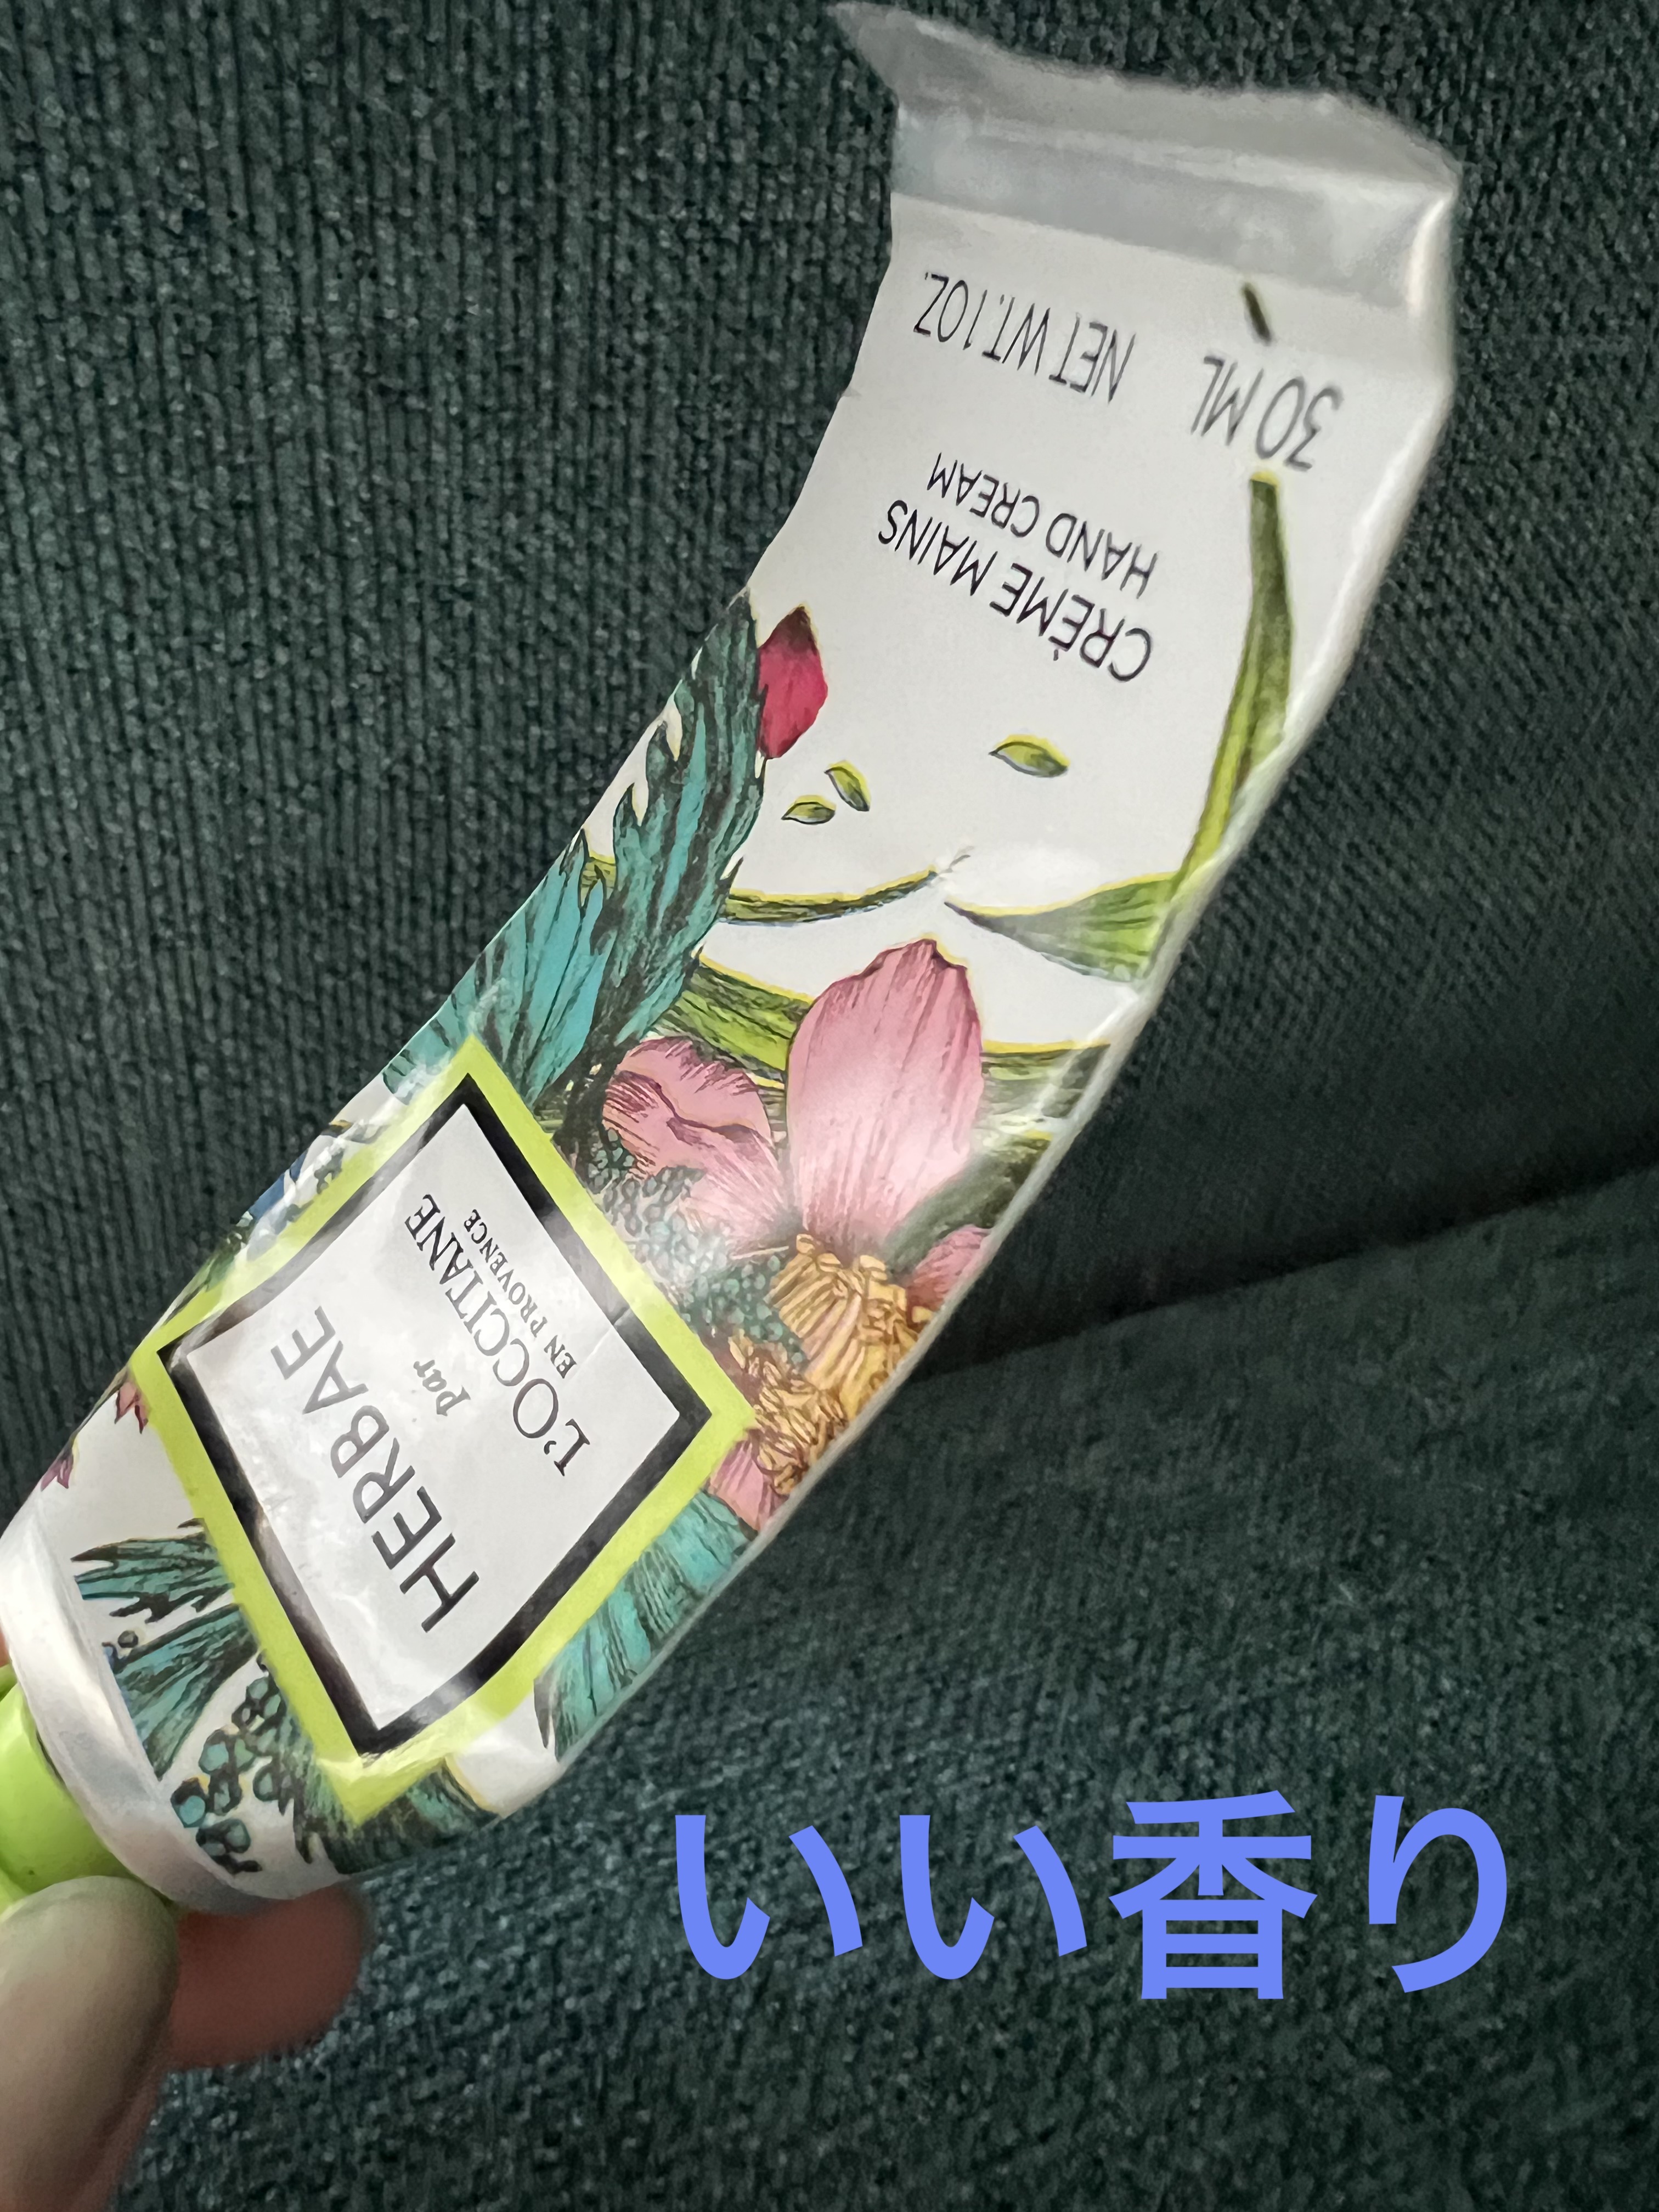 HERBAE
par
L'OCCITANE
EN PROVENCE
CRÈME MAINS
HAND CREAM
30 ML NET WT. 1 OZ.
いい香り